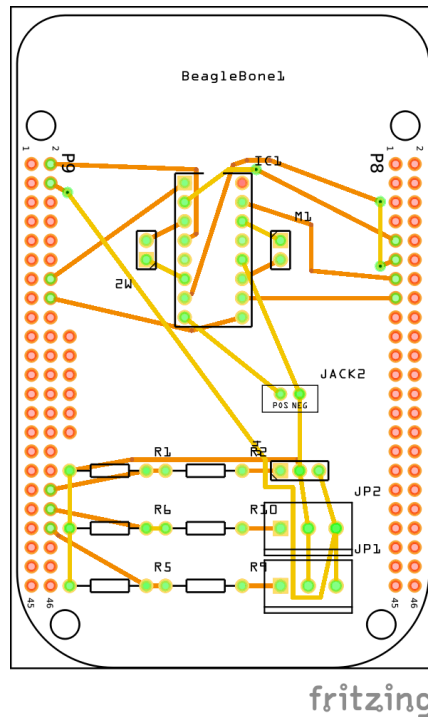 BeagleBone1
1 2 P9
P8 1 2
IC1
M1
M2
JACK2
POS NEG
R1 R2
JP2
R6 R10
JP1
R5 R9
45 46
45 46
fritzing